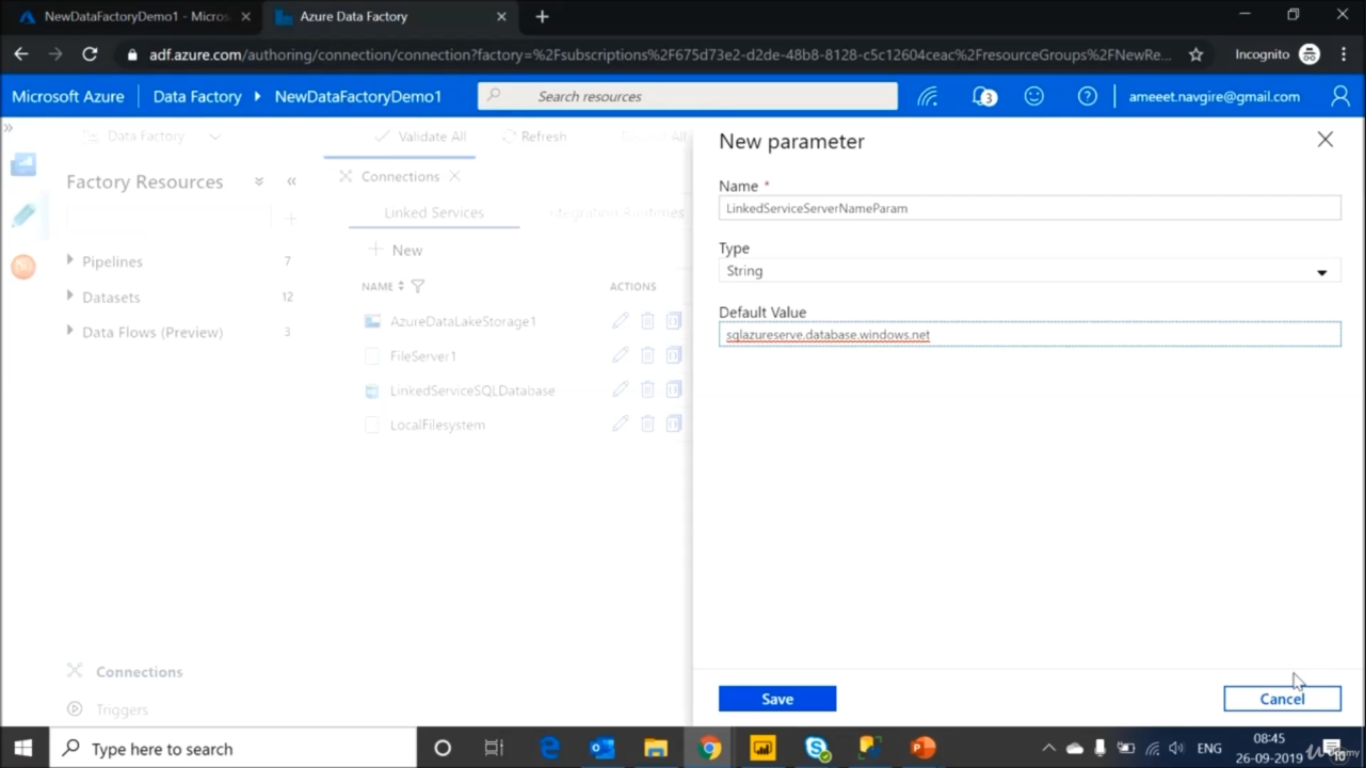 NewDataFactoryDemo1 - Micros
Azure Data Factory
adf.azure.com/authoring/connection/connection?factory=%2Fsubscriptions%2F675d73e2-d2de-48b8-8128-c5c12604ceac%2FresourceGroups%2FNewRe...
Incognito
Microsoft Azure
Data Factory
NewDataFactoryDemo1
Search resources
3
ameeet.navgire@gmail.com
Data Factory
Validate All
Refresh
Discard All
Factory Resources
Connections
Linked Services
Integration Runtimes
New
Pipelines 7
Datasets 12
Data Flows (Preview) 3
NAME
ACTIONS
AzureDataLakeStorage1
FileServer1
LinkedServiceSQLDatabase
LocalFilesystem
Connections
Triggers
New parameter
Name *
LinkedServiceServerNameParam
Type
String
Default Value
sqlazureserve.database.windows.net
Save
Cancel
Type here to search
ENG
08:45
26-09-2019